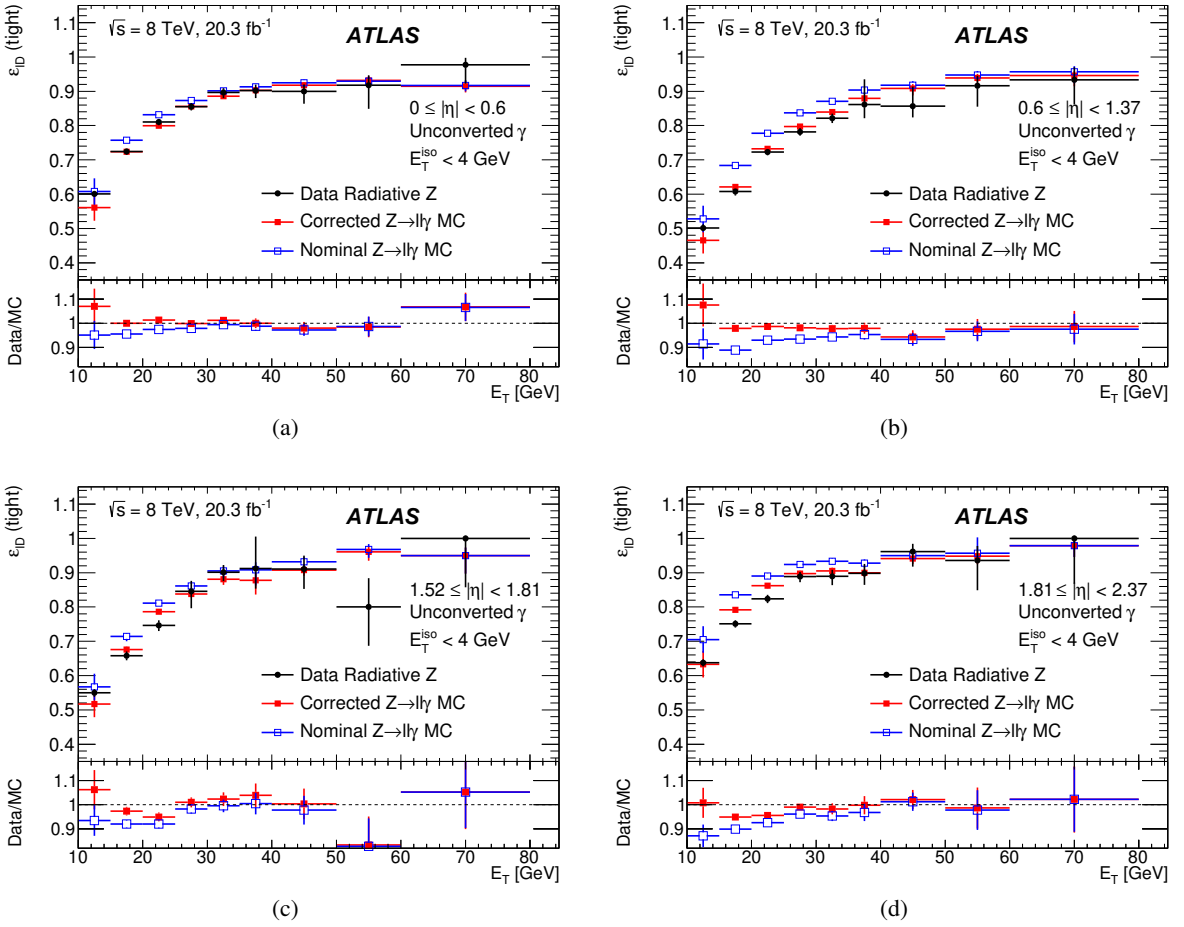 √s = 8 TeV, 20.3 fb⁻¹
ATLAS
ε_ID (tight)
1.1
1
0.9
0.8
0.7
0.6
0.5
0.4
0 ≤ |η| < 0.6
Unconverted γ
E_T^iso < 4 GeV
Data Radiative Z
Corrected Z→llγ MC
Nominal Z→llγ MC
Data/MC
1.1
1
0.9
10 20 30 40 50 60 70 80
E_T [GeV]
(a)
√s = 8 TeV, 20.3 fb⁻¹
ATLAS
ε_ID (tight)
1.1
1
0.9
0.8
0.7
0.6
0.5
0.4
0.6 ≤ |η| < 1.37
Unconverted γ
E_T^iso < 4 GeV
Data Radiative Z
Corrected Z→llγ MC
Nominal Z→llγ MC
Data/MC
1.1
1
0.9
10 20 30 40 50 60 70 80
E_T [GeV]
(b)
√s = 8 TeV, 20.3 fb⁻¹
ATLAS
ε_ID (tight)
1.1
1
0.9
0.8
0.7
0.6
0.5
0.4
1.52 ≤ |η| < 1.81
Unconverted γ
E_T^iso < 4 GeV
Data Radiative Z
Corrected Z→llγ MC
Nominal Z→llγ MC
Data/MC
1.1
1
0.9
10 20 30 40 50 60 70 80
E_T [GeV]
(c)
√s = 8 TeV, 20.3 fb⁻¹
ATLAS
ε_ID (tight)
1.1
1
0.9
0.8
0.7
0.6
0.5
0.4
1.81 ≤ |η| < 2.37
Unconverted γ
E_T^iso < 4 GeV
Data Radiative Z
Corrected Z→llγ MC
Nominal Z→llγ MC
Data/MC
1.1
1
0.9
10 20 30 40 50 60 70 80
E_T [GeV]
(d)